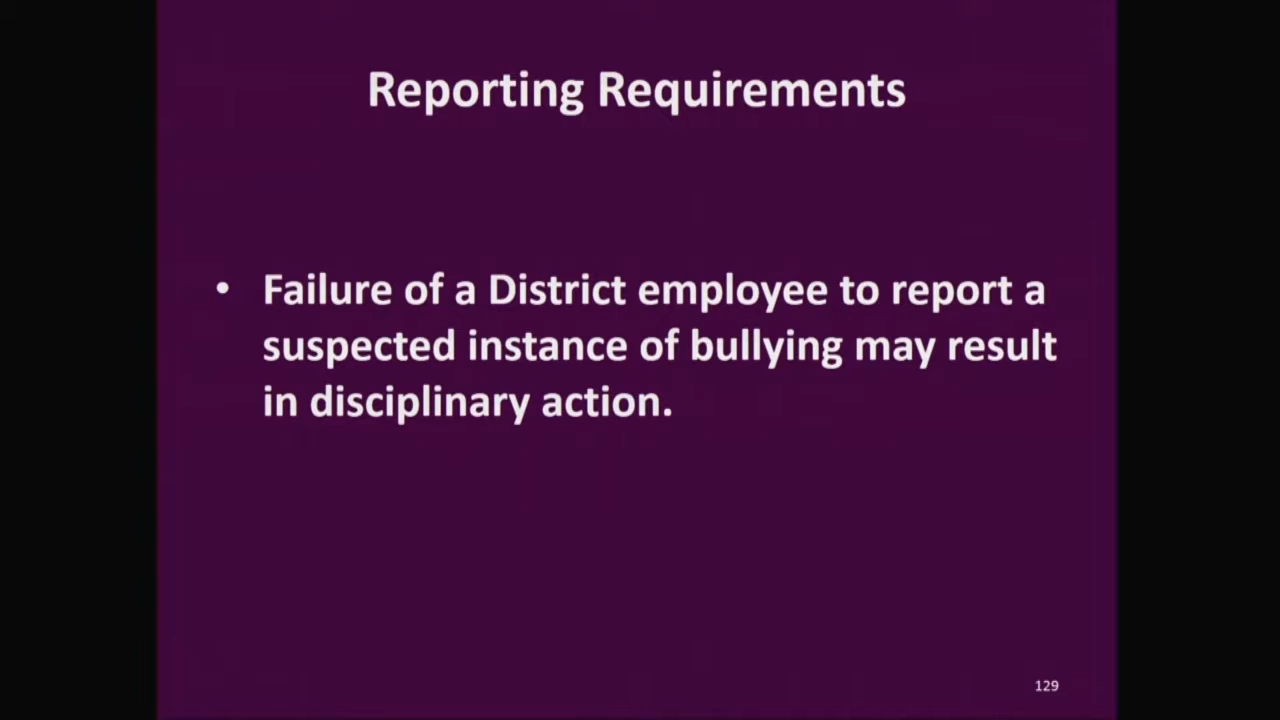 Reporting Requirements
• Failure of a District employee to report a
suspected instance of bullying may result
in disciplinary action.
129